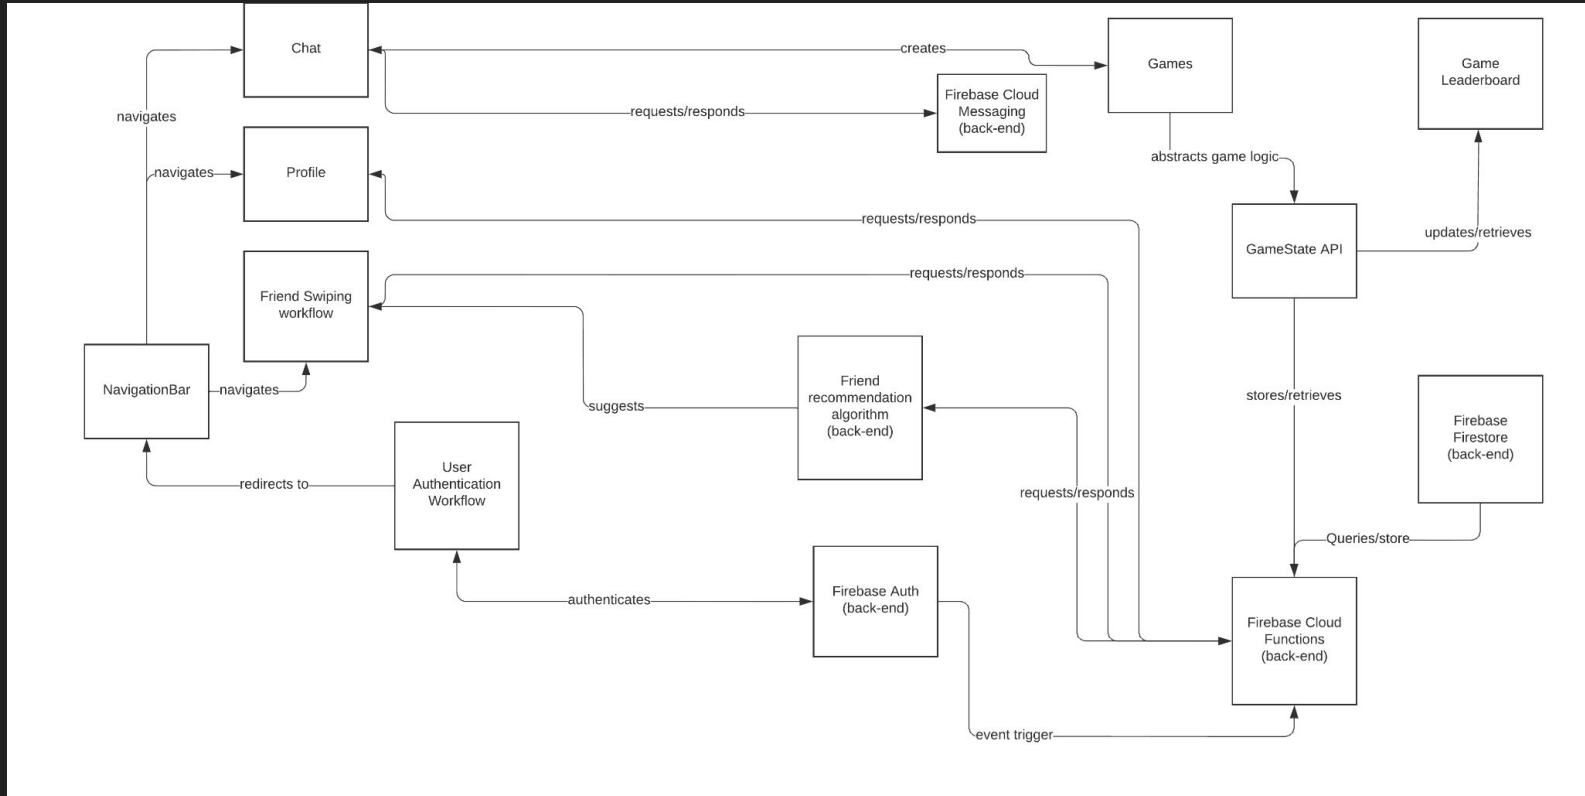 Chat
creates
Games
Game
Leaderboard
Firebase Cloud
Messaging
(back-end)
requests/responds
navigates
abstracts game logic
navigates
Profile
requests/responds
updates/retrieves
GameState API
requests/responds
Friend Swiping
workflow
NavigationBar
navigates
suggests
Friend
recommendation
algorithm
(back-end)
stores/retrieves
Firebase
Firestore
(back-end)
User
Authentication
Workflow
redirects to
requests/responds
Queries/store
authenticates
Firebase Auth
(back-end)
Firebase Cloud
Functions
(back-end)
event trigger